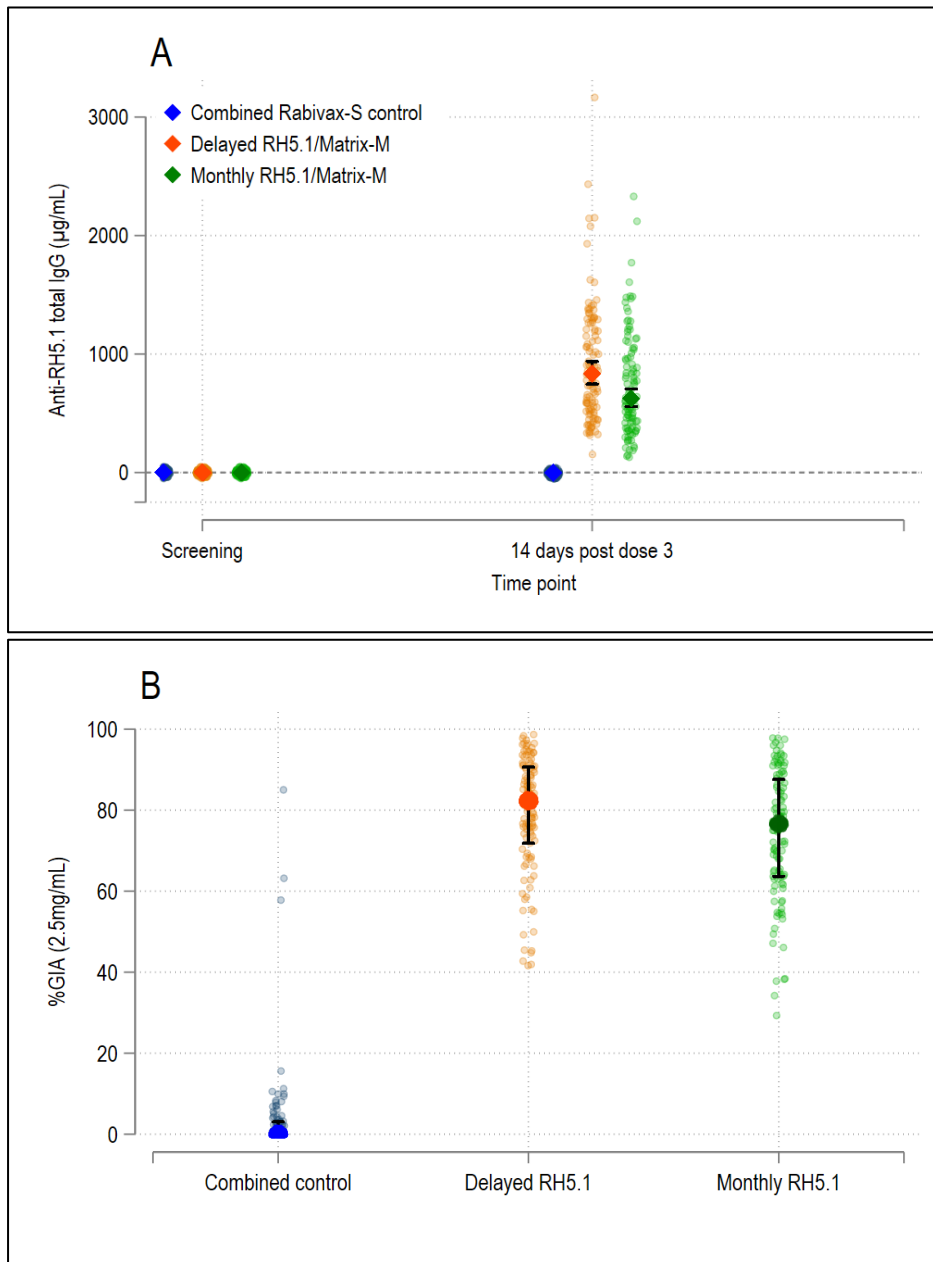 A
Combined Rabivax-S control
Delayed RH5.1/Matrix-M
Monthly RH5.1/Matrix-M
3000
2000
1000
0
Anti-RH5.1 total IgG (µg/mL)
Screening
14 days post dose 3
Time point
B
100
80
60
40
20
0
%GIA (2.5mg/mL)
Combined control
Delayed RH5.1
Monthly RH5.1